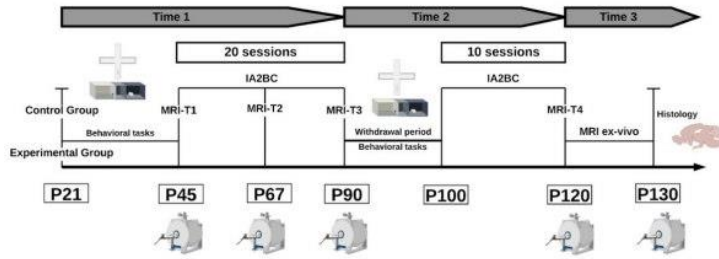 Time 1
Time 2
Time 3
20 sessions
10 sessions
IA2BC
IA2BC
Control Group
MRI-T1
MRI-T2
MRI-T3
MRI-T4
Histology
Behavioral tasks
Withdrawal period
Behavioral tasks
MRI ex-vivo
Experimental Group
P21
P45
P67
P90
P100
P120
P130